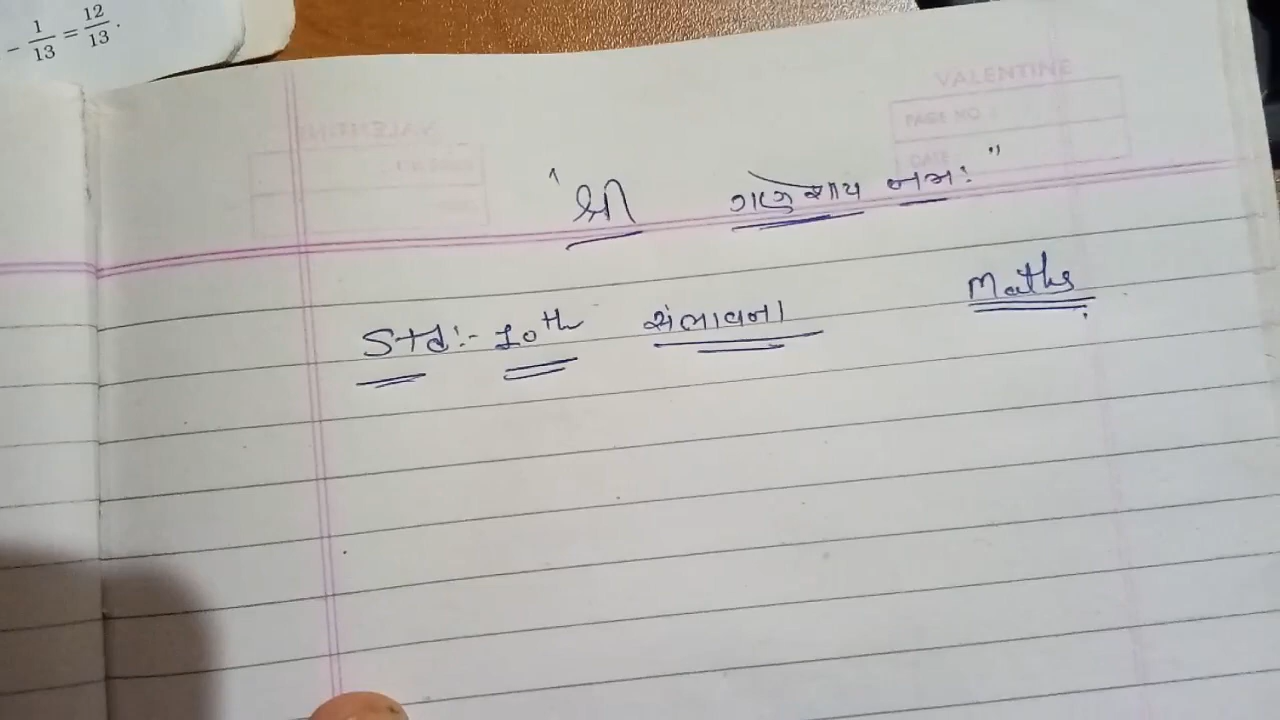 - 1/13 = 12/13.
VALENTINE
PAGE NO :
DATE
"શ્રી ગણેશાય નમઃ"
Std:- 10th સંભાવના Maths